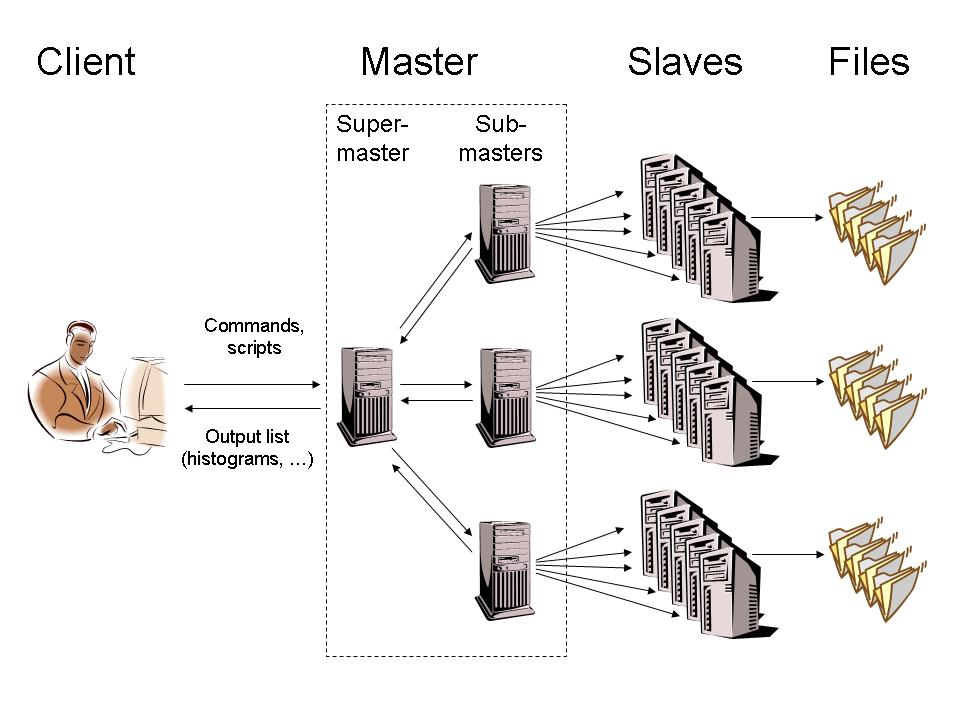 Client
Master
Slaves
Files
Super-
master
Sub-
masters
Commands,
scripts
Output list
(histograms, ...)